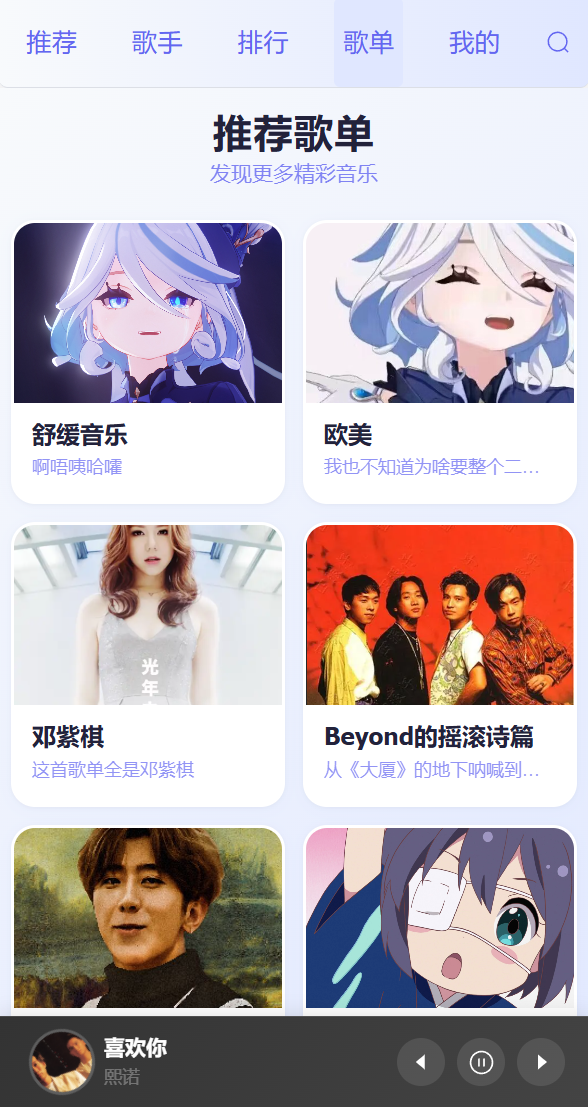 推荐 歌手 排行 歌单 我的
推荐歌单
发现更多精彩音乐
舒缓音乐
啊唔咦哈嚯
欧美
我也不知道为啥要整个二…
光
年
邓紫棋
这首歌单全是邓紫棋
Beyond的摇滚诗篇
从《大厦》的地下呐喊到…
喜欢你
熙诺